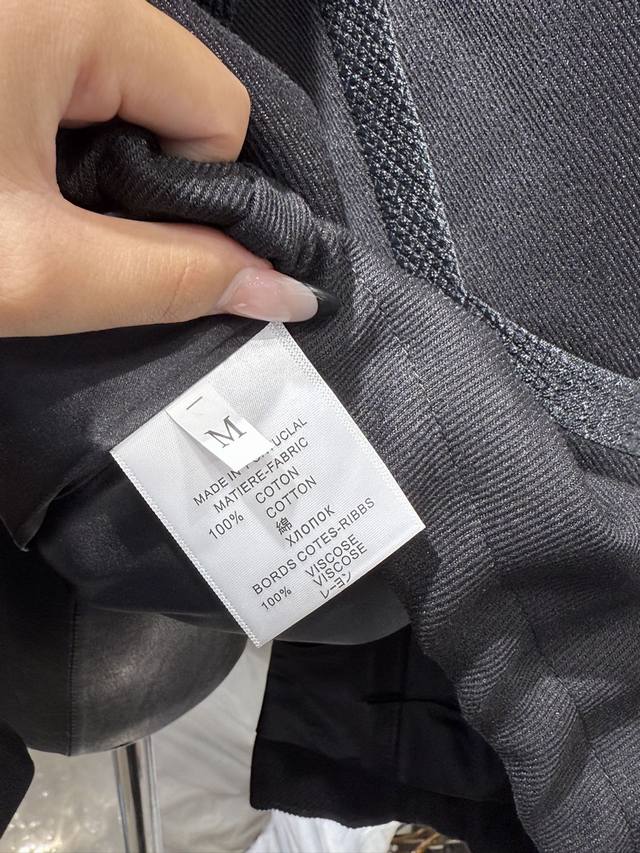 M
MADE IN PORTUCLAL
MATIERE-FABRIC
100% COTON
COTTON
綿
ХЛОПОК
BORDS COTES-RIBBS
100% VISCOSE
VISCOSE
レーヨン